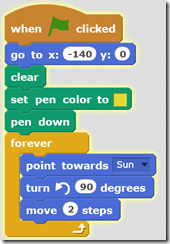 when clicked
go to x: -140 y: 0
clear
set pen color to
pen down
forever
point towards Sun
turn 90 degrees
move 2 steps